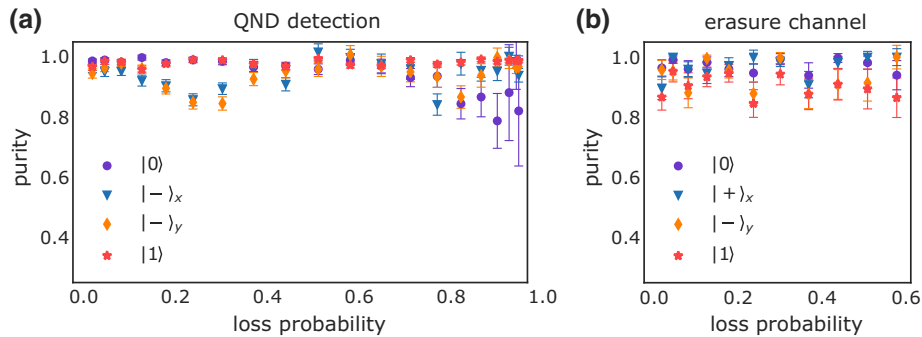 (a) QND detection
purity
1.0
0.8
0.6
0.4
|0⟩
|−⟩x
|−⟩y
|1⟩
0.0 0.2 0.4 0.6 0.8 1.0
loss probability
(b) erasure channel
purity
1.0
0.8
0.6
0.4
|0⟩
|+⟩x
|−⟩y
|1⟩
0.0 0.2 0.4 0.6
loss probability